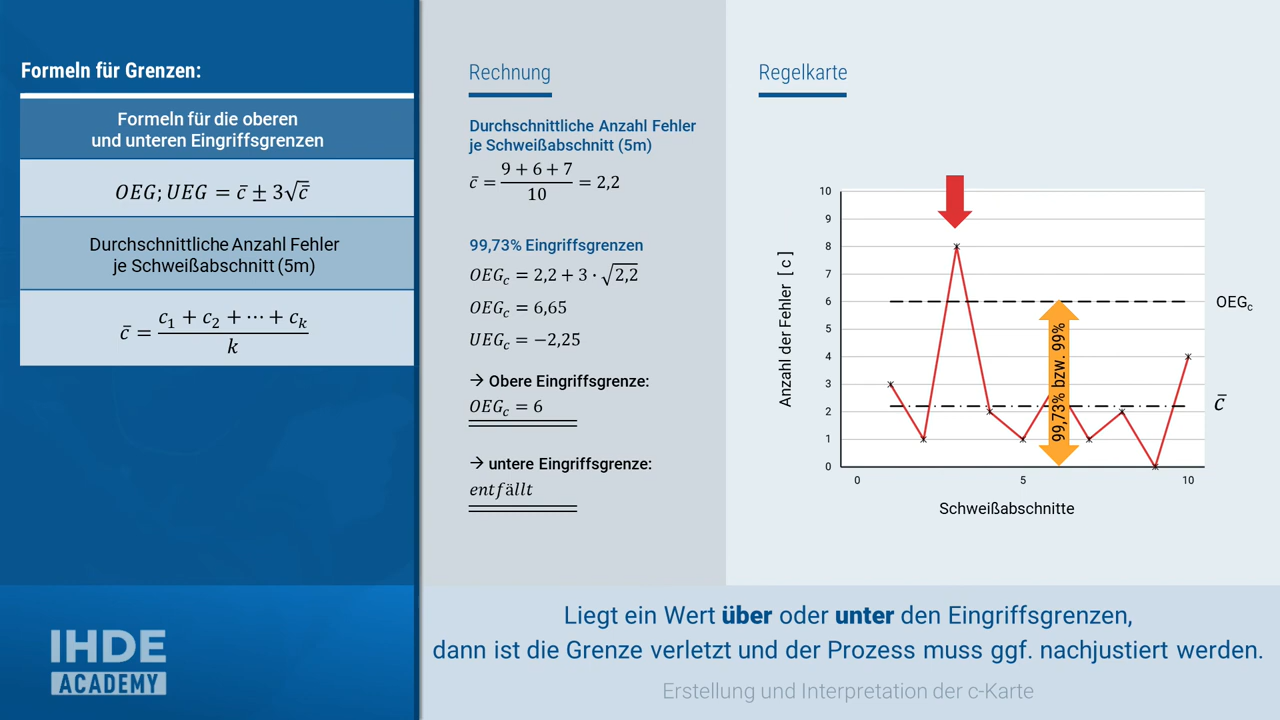 Formeln für Grenzen:
Formeln für die oberen
und unteren Eingriffsgrenzen
OEG; UEG = c̄ ± 3√c̄
Durchschnittliche Anzahl Fehler
je Schweißabschnitt (5m)
c̄ = (c₁ + c₂ + ⋯ + cₖ) / k
IHDE
ACADEMY
Rechnung
Durchschnittliche Anzahl Fehler
je Schweißabschnitt (5m)
c̄ = (9 + 6 + 7) / 10 = 2,2
99,73% Eingriffsgrenzen
OEG_c = 2,2 + 3 · √2,2
OEG_c = 6,65
UEG_c = −2,25
→ Obere Eingriffsgrenze:
OEG_c = 6
→ untere Eingriffsgrenze:
entfällt
Regelkarte
Anzahl der Fehler [ c ]
10
9
8
7
6
5
4
3
2
1
0
0 5 10
Schweißabschnitte
99,73% bzw. 99%
OEG_c
c̄
Liegt ein Wert über oder unter den Eingriffsgrenzen,
dann ist die Grenze verletzt und der Prozess muss ggf. nachjustiert werden.
Erstellung und Interpretation der c-Karte